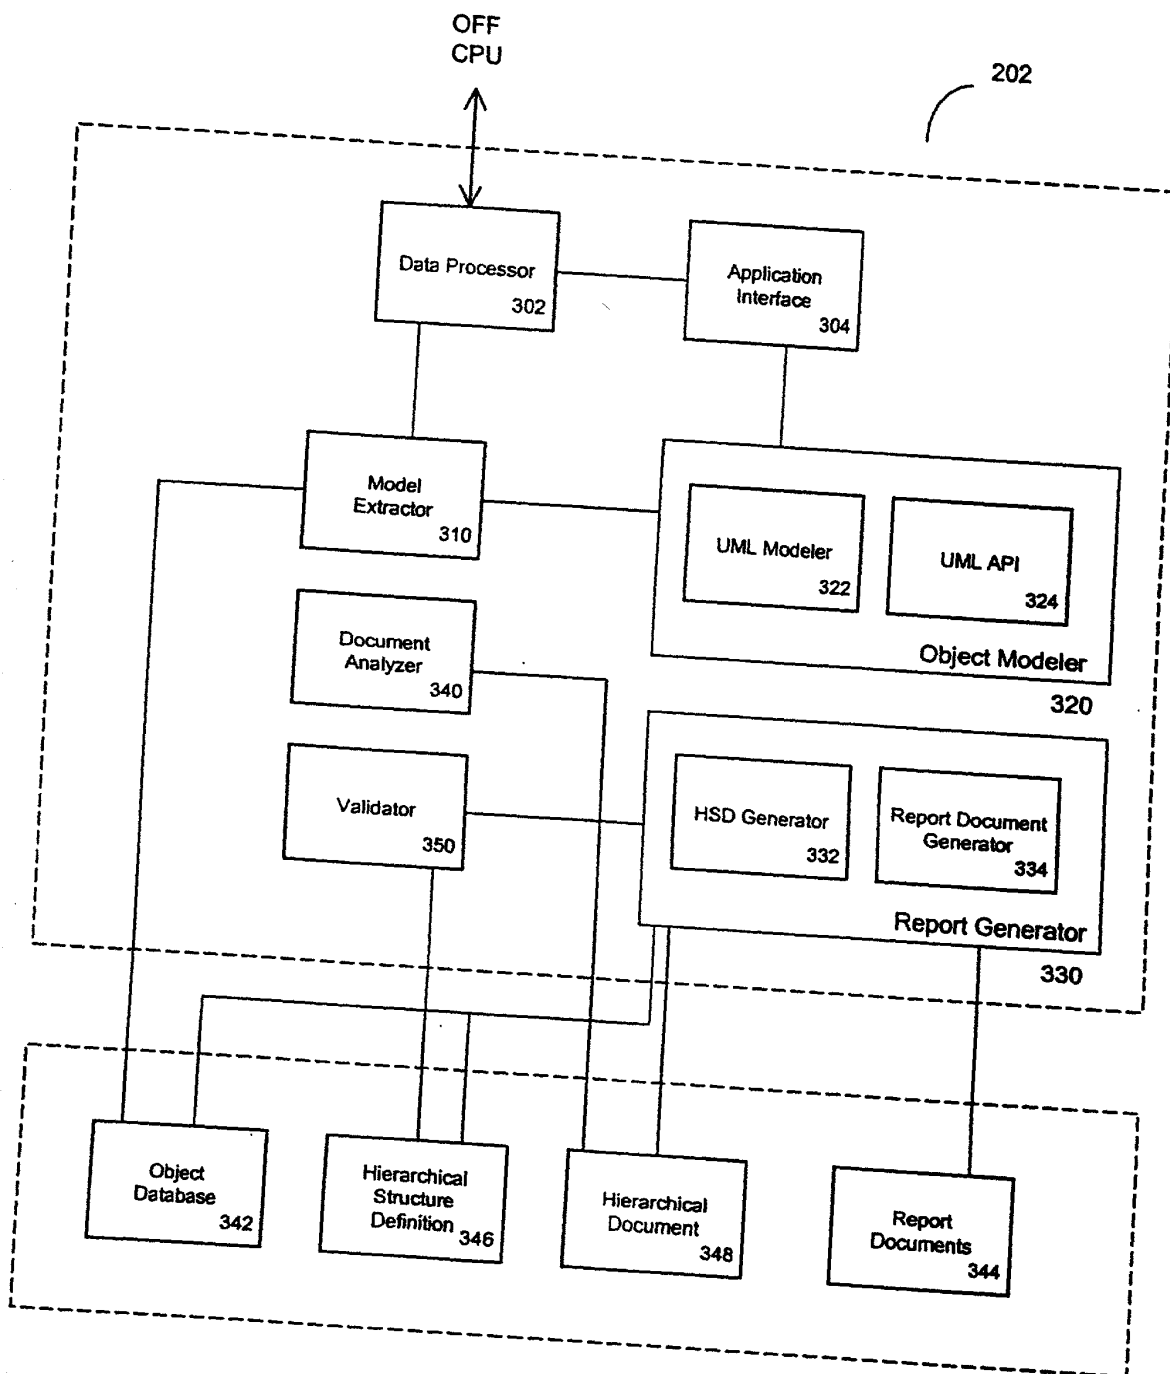 OFF
CPU
202
Data Processor
302
Application
Interface
304
Model
Extractor
310
UML Modeler
322
UML API
324
Object Modeler
320
Document
Analyzer
340
Validator
350
HSD Generator
332
Report Document
Generator
334
Report Generator
330
Object
Database
342
Hierarchical
Structure
Definition
346
Hierarchical
Document
348
Report
Documents
344